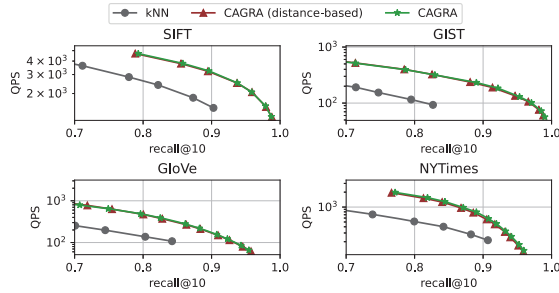 kNN CAGRA (distance-based) CAGRA
SIFT GIST
4 × 10³
3 × 10³
2 × 10³
QPS
10³
10²
QPS
0.7 0.8 0.9 1.0 0.7 0.8 0.9 1.0
recall@10 recall@10
GloVe NYTimes
10³
10²
QPS
10³
QPS
0.7 0.8 0.9 1.0 0.7 0.8 0.9 1.0
recall@10 recall@10